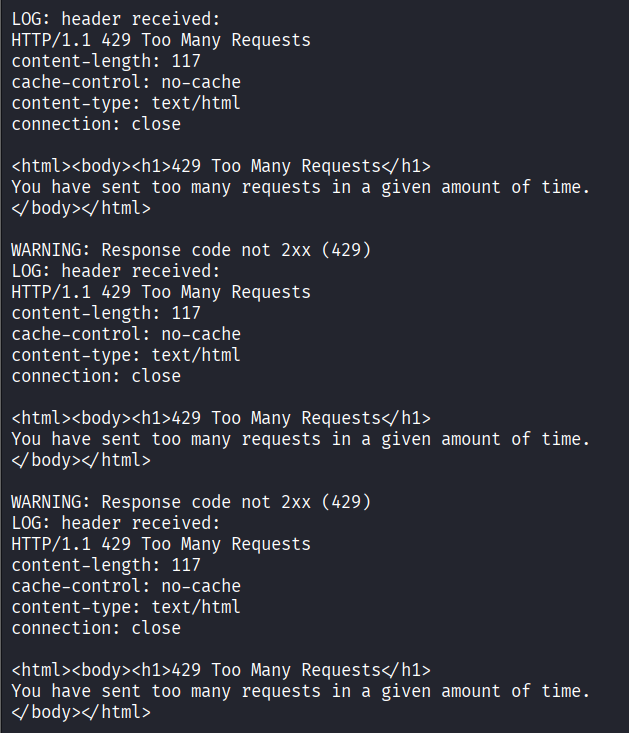 LOG: header received:
HTTP/1.1 429 Too Many Requests
content-length: 117
cache-control: no-cache
content-type: text/html
connection: close

<html><body><h1>429 Too Many Requests</h1>
You have sent too many requests in a given amount of time.
</body></html>

WARNING: Response code not 2xx (429)
LOG: header received:
HTTP/1.1 429 Too Many Requests
content-length: 117
cache-control: no-cache
content-type: text/html
connection: close

<html><body><h1>429 Too Many Requests</h1>
You have sent too many requests in a given amount of time.
</body></html>

WARNING: Response code not 2xx (429)
LOG: header received:
HTTP/1.1 429 Too Many Requests
content-length: 117
cache-control: no-cache
content-type: text/html
connection: close

<html><body><h1>429 Too Many Requests</h1>
You have sent too many requests in a given amount of time.
</body></html>